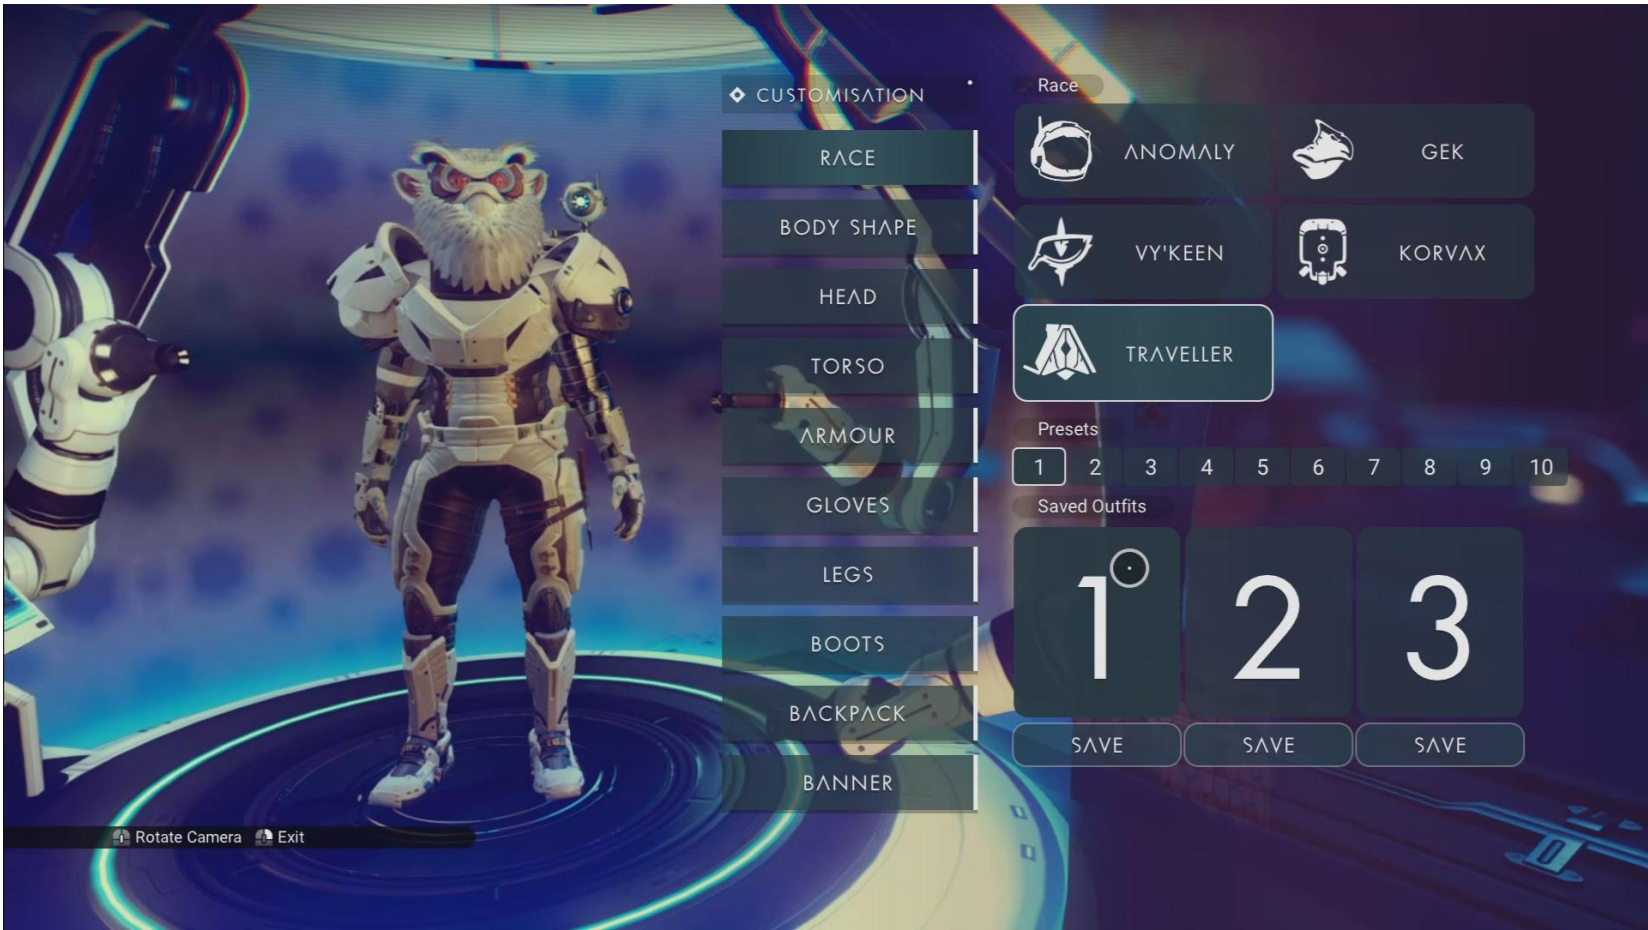 CUSTOMISATION
RACE
BODY SHAPE
HEAD
TORSO
ARMOUR
GLOVES
LEGS
BOOTS
BACKPACK
BANNER
Race
ANOMALY
GEK
VY'KEEN
KORVAX
TRAVELLER
Presets
1 2 3 4 5 6 7 8 9 10
Saved Outfits
1 2 3
SAVE SAVE SAVE
Rotate Camera Exit